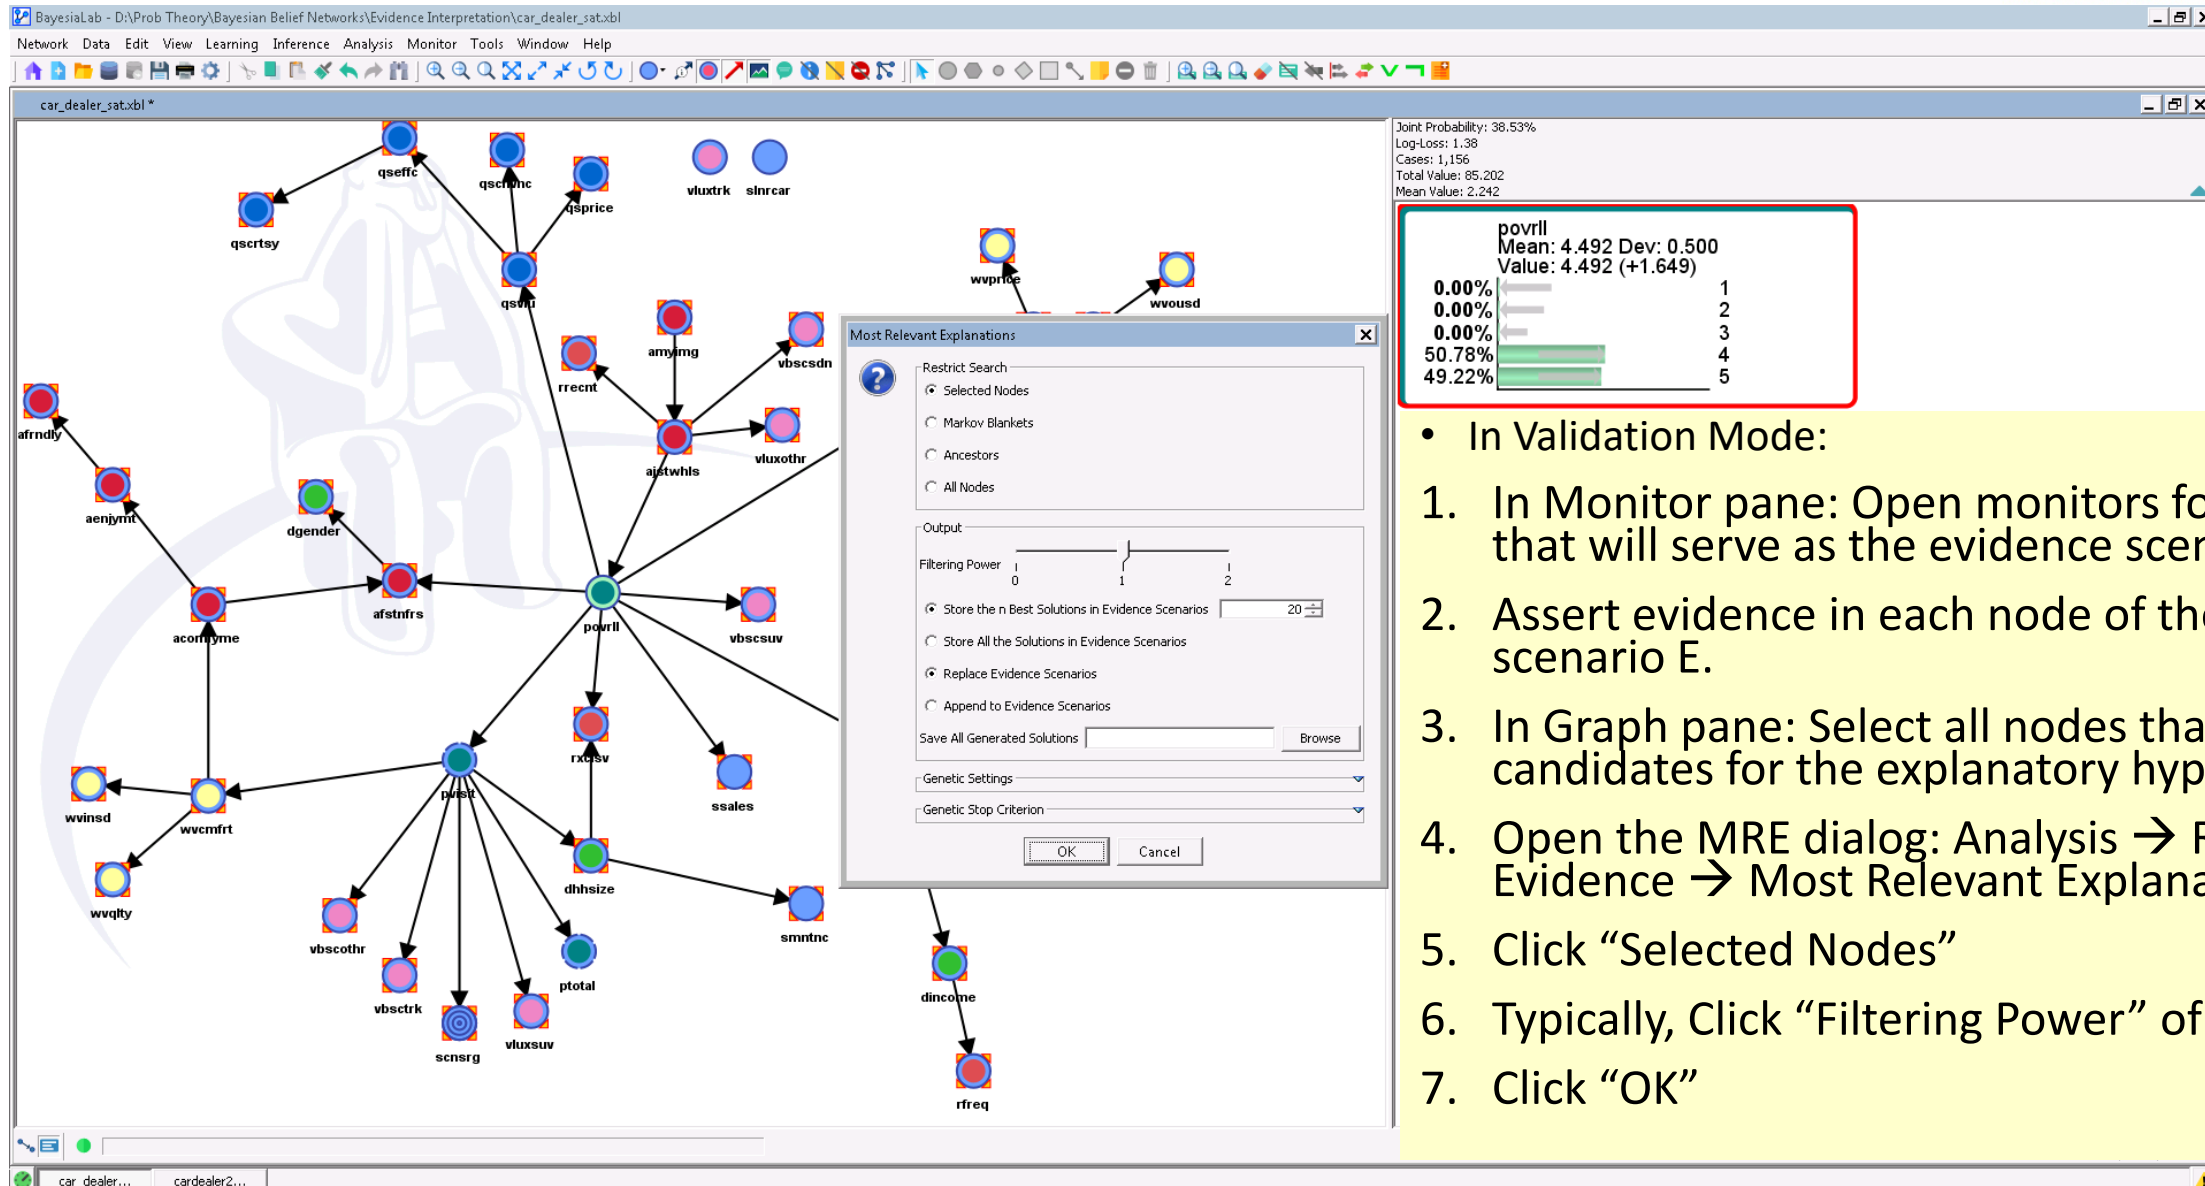 BayesiaLab - D:\Prob Theory\Bayesian Belief Networks\Evidence Interpretation\car_dealer_sat.xbl
Network Data Edit View Learning Inference Analysis Monitor Tools Window Help
car_dealer_sat.xbl *
qseffc
qscrtsy
qsprice
vluxtrk
slnrcar
wvprice
wvousd
amyimg
vbscsdn
rrecnt
ajstwhls
vluxothr
afrndly
aenjymt
dgender
afstnfrs
povrll
vbscsuv
rxclsv
pvisit
ssales
wvinsd
wvcmfrt
wvqlty
dhhsize
vbscothr
vbsctrk
scnsrg
vluxsuv
ptotal
smntnc
dincome
rfreq
Most Relevant Explanations
Restrict Search
Selected Nodes
Markov Blankets
Ancestors
All Nodes
Output
Filtering Power
0 1 2
Store the n Best Solutions in Evidence Scenarios 20
Store All the Solutions in Evidence Scenarios
Replace Evidence Scenarios
Append to Evidence Scenarios
Save All Generated Solutions Browse
Genetic Settings
Genetic Stop Criterion
OK Cancel
Joint Probability: 38.53%
Log-Loss: 1.38
Cases: 1,156
Total Value: 85.202
Mean Value: 2.242
povrll
Mean: 4.492 Dev: 0.500
Value: 4.492 (+1.649)
0.00% 1
0.00% 2
0.00% 3
50.78% 4
49.22% 5
• In Validation Mode:
1. In Monitor pane: Open monitors fo
that will serve as the evidence scen
2. Assert evidence in each node of the
scenario E.
3. In Graph pane: Select all nodes tha
candidates for the explanatory hyp
4. Open the MRE dialog: Analysis →
Evidence → Most Relevant Explana
5. Click “Selected Nodes”
6. Typically, Click “Filtering Power” of
7. Click “OK”
car_dealer... cardealer2...